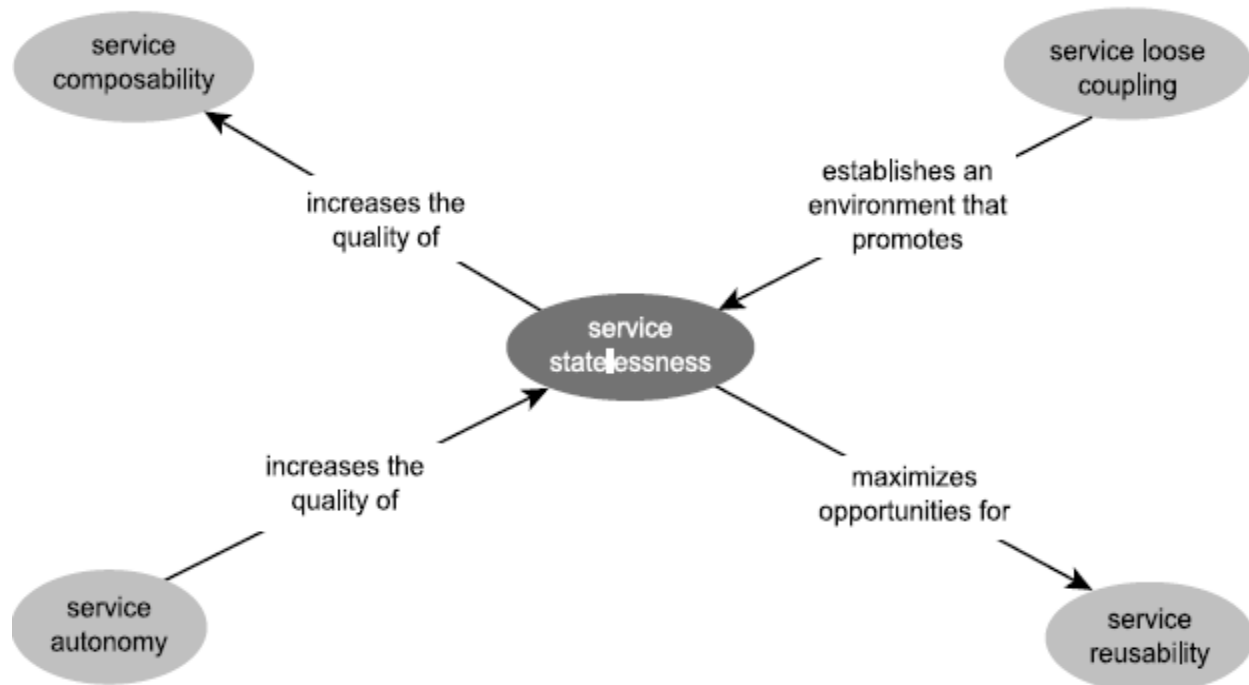 service
composability
service loose
coupling
establishes an
environment that
promotes
increases the
quality of
service
statelessness
increases the
quality of
maximizes
opportunities for
service
autonomy
service
reusability